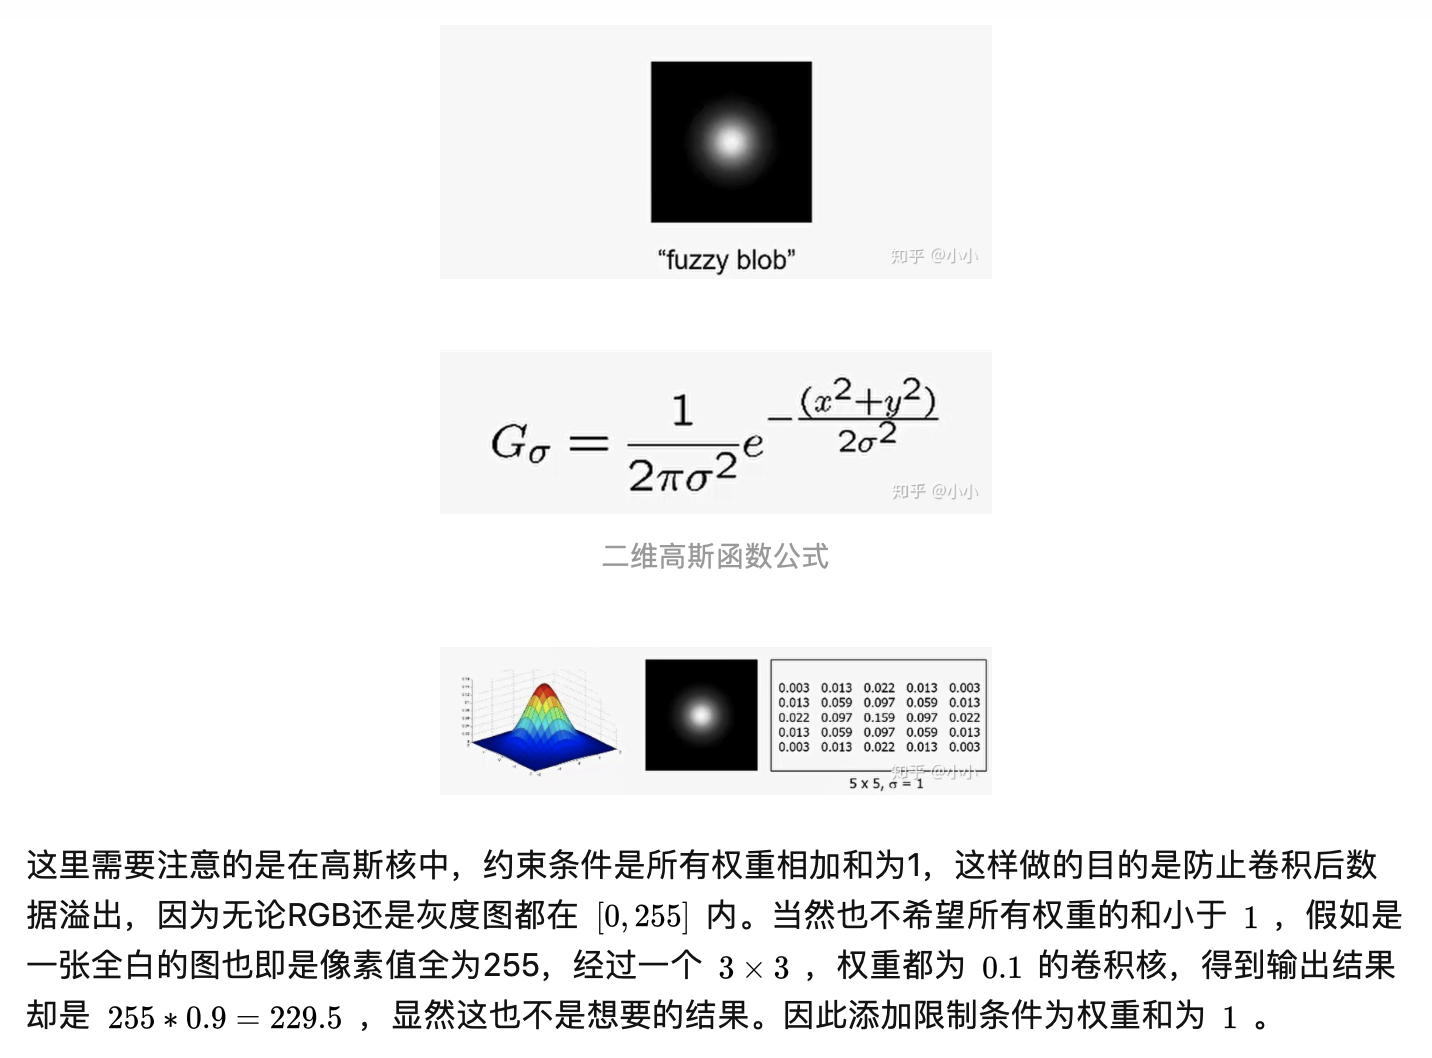 “fuzzy blob”
知乎 @小小
G_σ = \frac{1}{2πσ^2} e^{-\frac{(x^2+y^2)}{2σ^2}}
知乎 @小小
二维高斯函数公式
0.003 0.013 0.022 0.013 0.003
0.013 0.059 0.097 0.059 0.013
0.022 0.097 0.159 0.097 0.022
0.013 0.059 0.097 0.059 0.013
0.003 0.013 0.022 0.013 0.003
知乎 @小小
5 x 5, σ = 1
这里需要注意的是在高斯核中，约束条件是所有权重相加和为1，这样做的目的是防止卷积后数
据溢出，因为无论RGB还是灰度图都在 [0,255] 内。当然也不希望所有权重的和小于 1 ，假如是
一张全白的图也即是像素值全为255，经过一个 3 × 3 ，权重都为 0.1 的卷积核，得到输出结果
却是 255 * 0.9 = 229.5 ，显然这也不是想要的结果。因此添加限制条件为权重和为 1 。